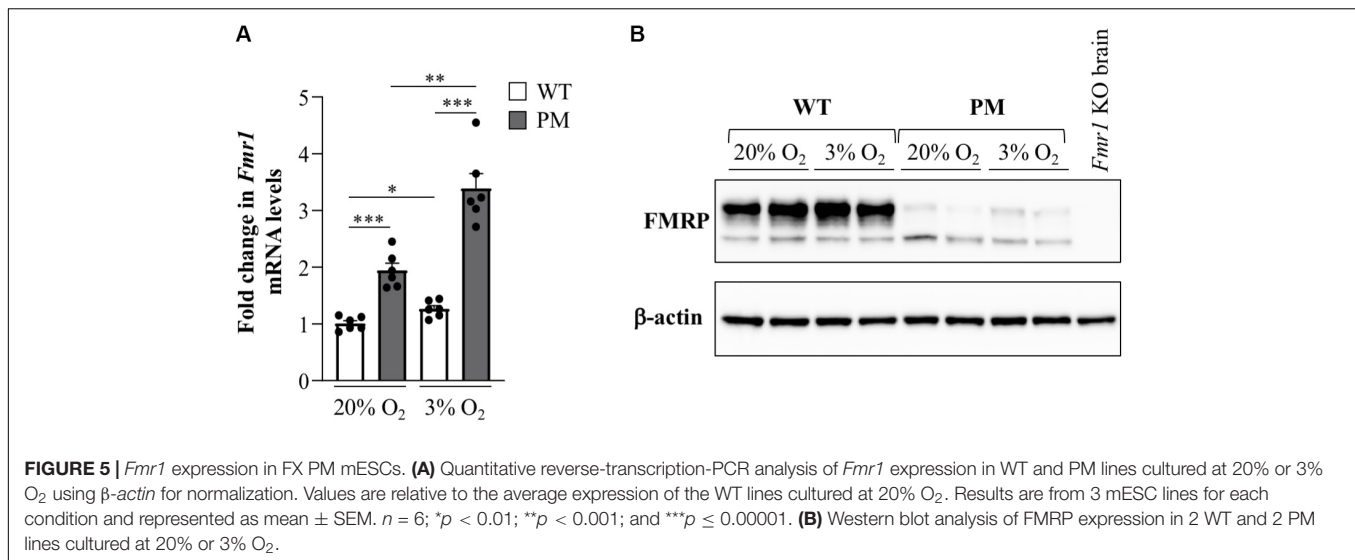 A
B
**
***
*
***
WT
PM
5
4
3
2
1
0
Fold change in Fmr1
mRNA levels
20% O₂ 3% O₂
WT PM Fmr1 KO brain
20% O₂ 3% O₂ 20% O₂ 3% O₂
FMRP
β-actin
FIGURE 5 | Fmr1 expression in FX PM mESCs. (A) Quantitative reverse-transcription-PCR analysis of Fmr1 expression in WT and PM lines cultured at 20% or 3%
O₂ using β-actin for normalization. Values are relative to the average expression of the WT lines cultured at 20% O₂. Results are from 3 mESC lines for each
condition and represented as mean ± SEM. n = 6; *p < 0.01; **p < 0.001; and ***p ≤ 0.00001. (B) Western blot analysis of FMRP expression in 2 WT and 2 PM
lines cultured at 20% or 3% O₂.